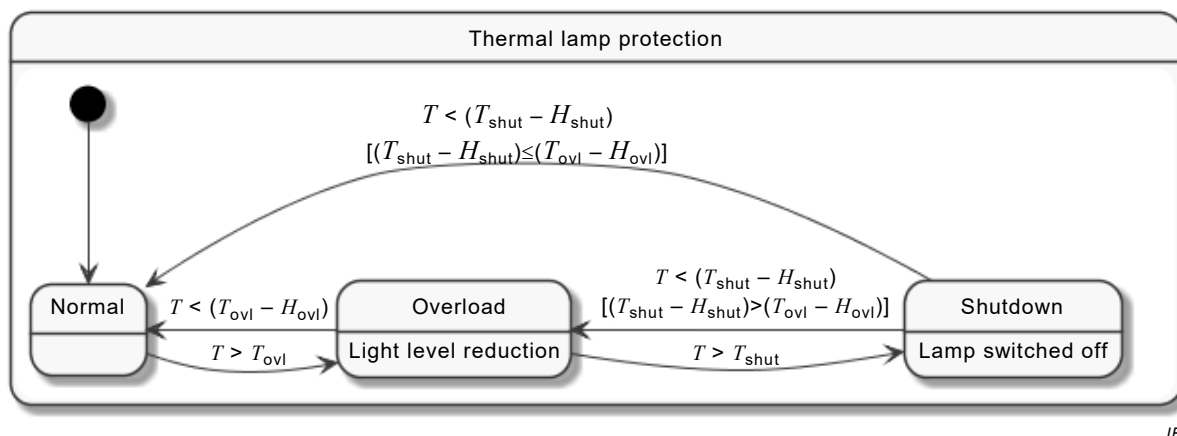 Thermal lamp protection
T < (Tshut – Hshut)
[(Tshut – Hshut)≤(Tovl – Hovl)]
T < (Tshut – Hshut)
[(Tshut – Hshut)>(Tovl – Hovl)]
Normal
T < (Tovl – Hovl)
Overload
Shutdown
T > Tovl
Light level reduction
T > Tshut
Lamp switched off